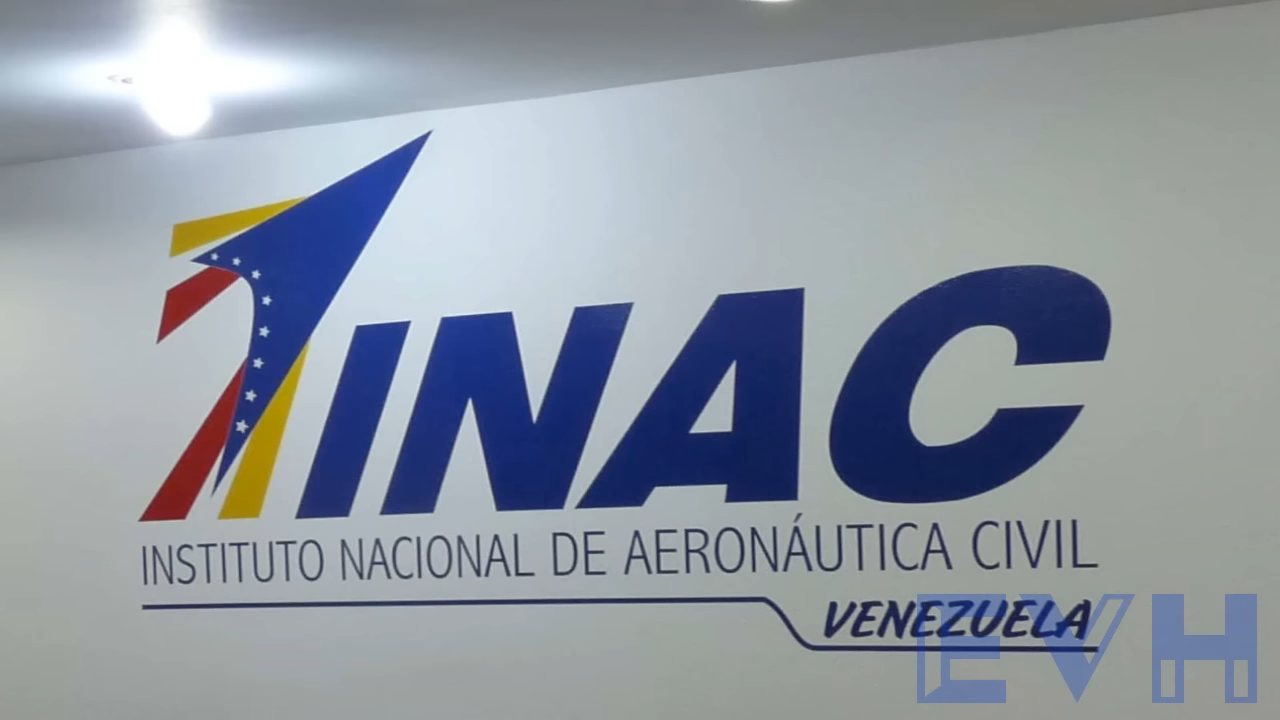 INAC
INSTITUTO NACIONAL DE AERONÁUTICA CIVIL
VENEZUELA
EVH